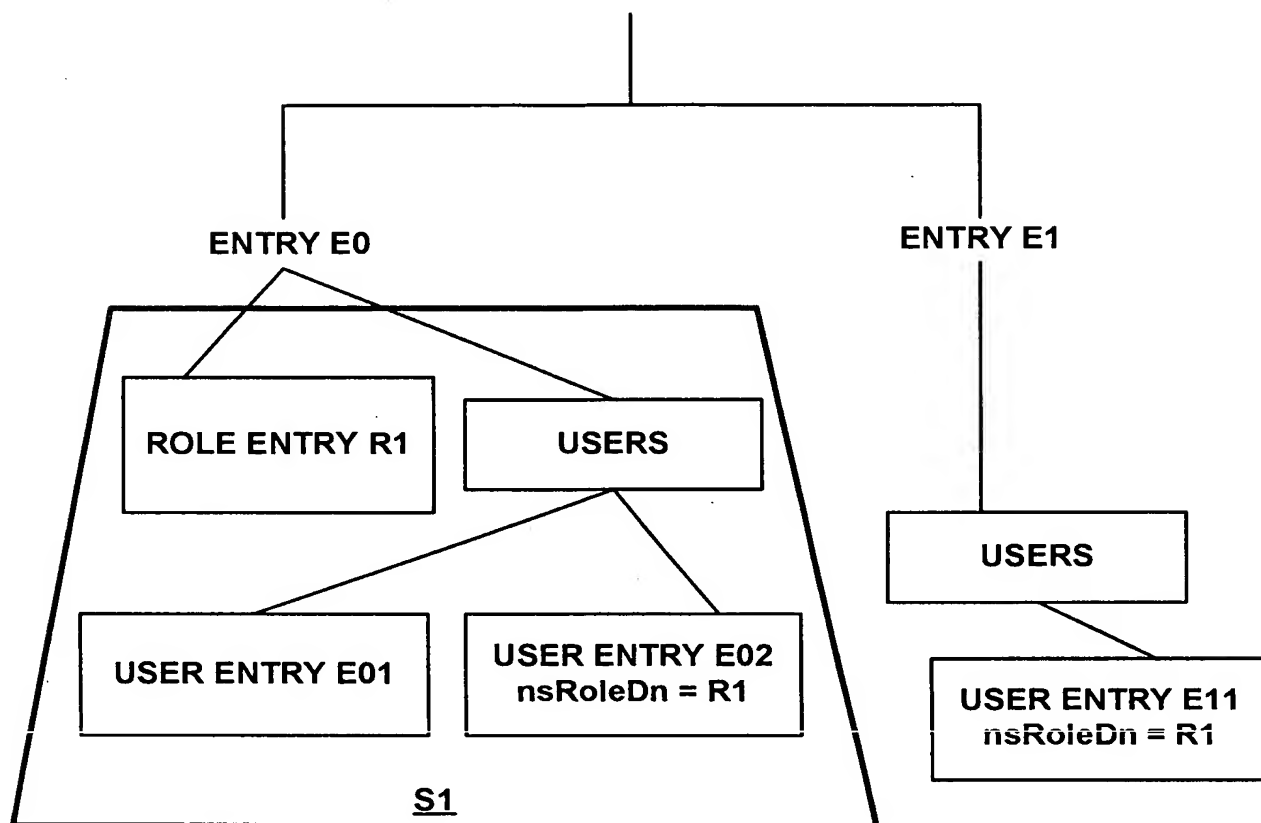 ENTRY E0
ENTRY E1
ROLE ENTRY R1
USERS
USERS
USER ENTRY E01
USER ENTRY E02
nsRoleDn = R1
USER ENTRY E11
nsRoleDn = R1
S1